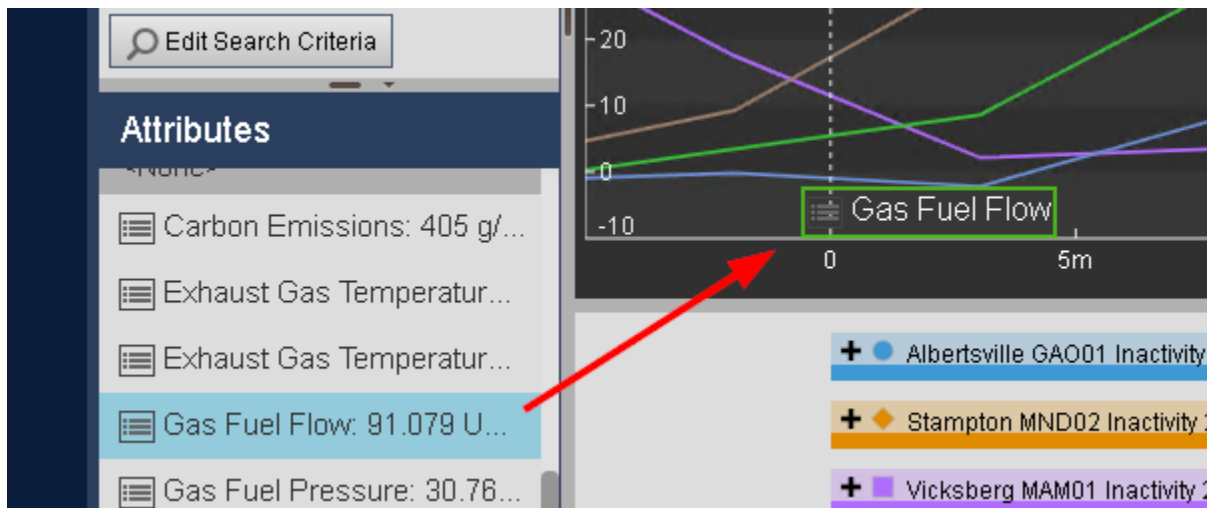 Edit Search Criteria
Attributes
<None>
Carbon Emissions: 405 g/...
Exhaust Gas Temperatur...
Exhaust Gas Temperatur...
Gas Fuel Flow: 91.079 U...
Gas Fuel Pressure: 30.76...
20
10
0
-10
Gas Fuel Flow
0
5m
Albertsville GAO01 Inactivity
Stampton MND02 Inactivity
Vicksberg MAM01 Inactivity